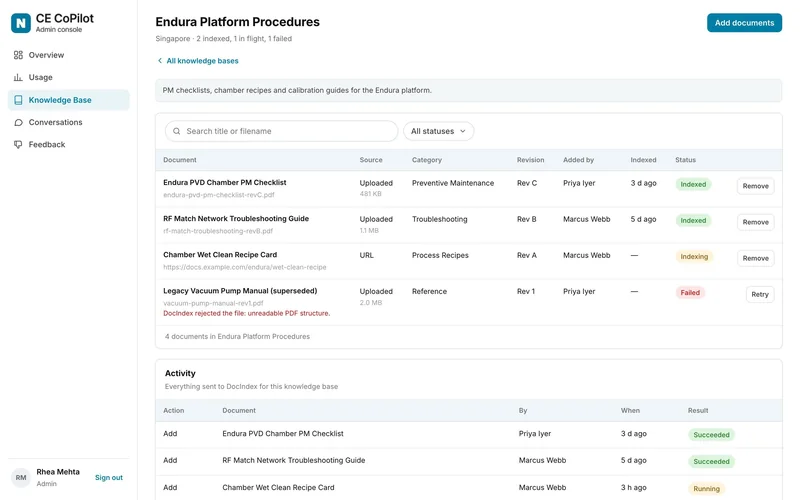 N
CE CoPilot
Admin console
Overview
Usage
Knowledge Base
Conversations
Feedback
RM
Rhea Mehta
Admin
Sign out
Endura Platform Procedures
Singapore · 2 indexed, 1 in flight, 1 failed
Add documents
All knowledge bases
PM checklists, chamber recipes and calibration guides for the Endura platform.
Search title or filename
All statuses
Document Source Category Revision Added by Indexed Status
Endura PVD Chamber PM Checklist Uploaded Preventive Maintenance Rev C Priya Iyer 3 d ago Indexed Remove
endura-pvd-pm-checklist-revC.pdf 481 KB
RF Match Network Troubleshooting Guide Uploaded Troubleshooting Rev B Marcus Webb 5 d ago Indexed Remove
rf-match-troubleshooting-revB.pdf 1.1 MB
Chamber Wet Clean Recipe Card URL Process Recipes Rev A Marcus Webb — Indexing Remove
https://docs.example.com/endura/wet-clean-recipe
Legacy Vacuum Pump Manual (superseded) Uploaded Reference Rev 1 Priya Iyer — Failed Retry
vacuum-pump-manual-rev1.pdf 2.0 MB
DocIndex rejected the file: unreadable PDF structure.
4 documents in Endura Platform Procedures
Activity
Everything sent to DocIndex for this knowledge base
Action Document By When Result
Add Endura PVD Chamber PM Checklist Priya Iyer 3 d ago Succeeded
Add RF Match Network Troubleshooting Guide Marcus Webb 5 d ago Succeeded
Add Chamber Wet Clean Recipe Card Marcus Webb 3 h ago Running